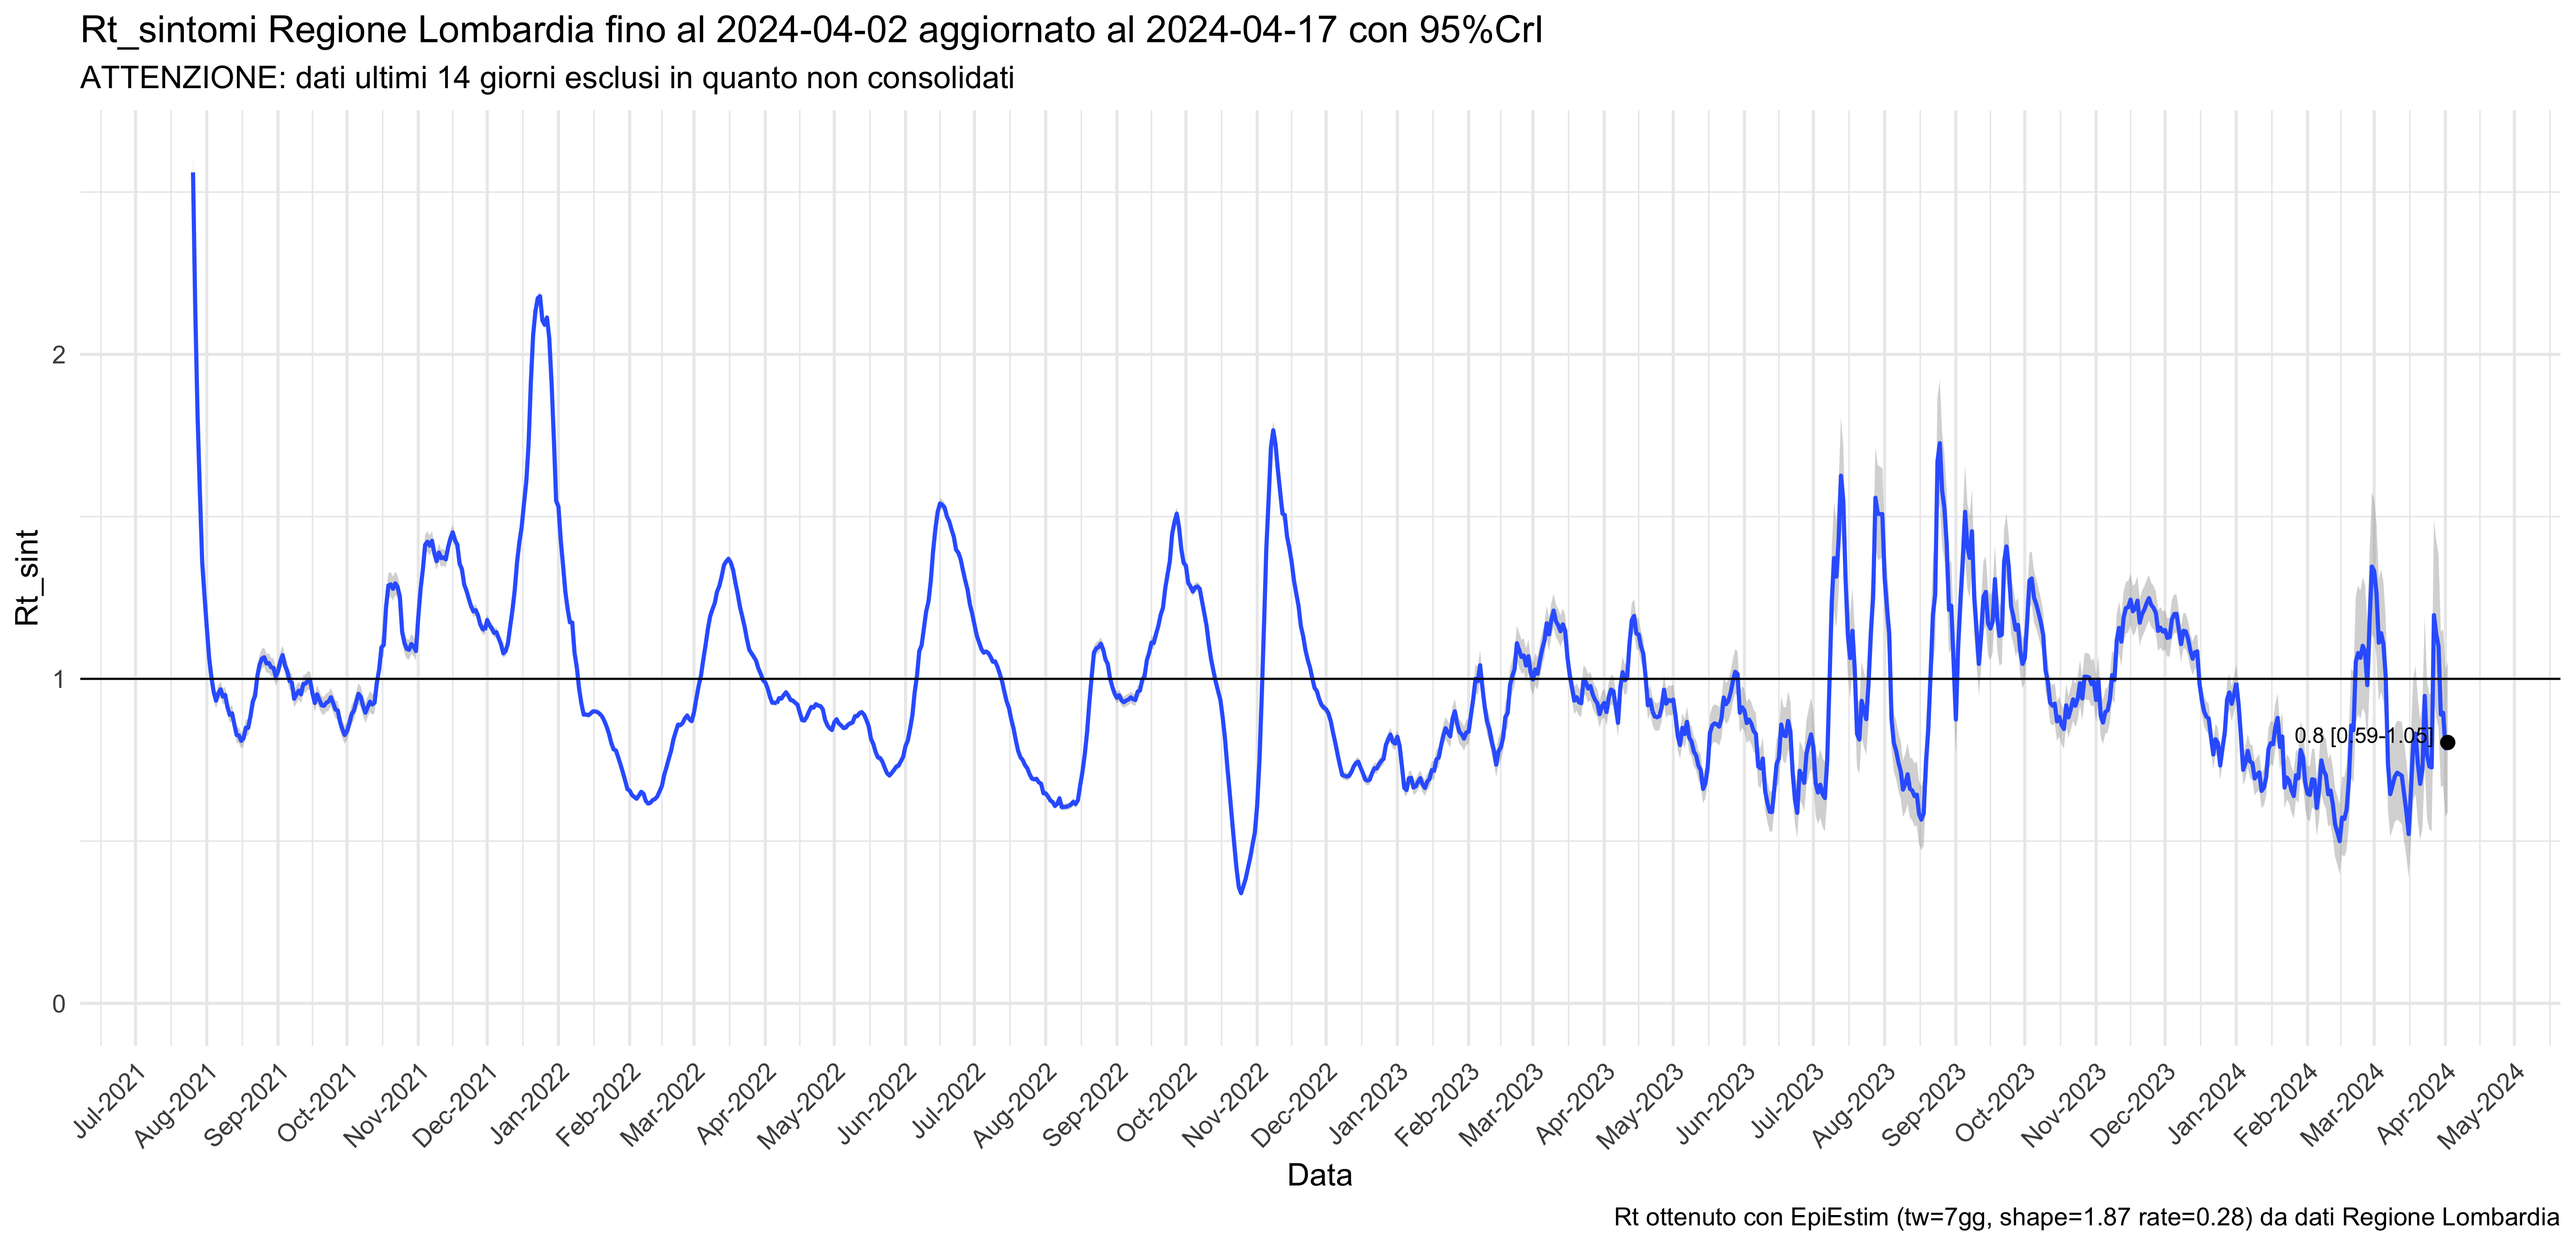 Rt_sintomi Regione Lombardia fino al 2024-04-02 aggiornato al 2024-04-17 con 95%CrI
ATTENZIONE: dati ultimi 14 giorni esclusi in quanto non consolidati
Rt_sint
2
1
0
0.8 [0.59-1.05]
Jul-2021
Aug-2021
Sep-2021
Oct-2021
Nov-2021
Dec-2021
Jan-2022
Feb-2022
Mar-2022
Apr-2022
May-2022
Jun-2022
Jul-2022
Aug-2022
Sep-2022
Oct-2022
Nov-2022
Dec-2022
Jan-2023
Feb-2023
Mar-2023
Apr-2023
May-2023
Jun-2023
Jul-2023
Aug-2023
Sep-2023
Oct-2023
Nov-2023
Dec-2023
Jan-2024
Feb-2024
Mar-2024
Apr-2024
May-2024
Data
Rt ottenuto con EpiEstim (tw=7gg, shape=1.87 rate=0.28) da dati Regione Lombardia